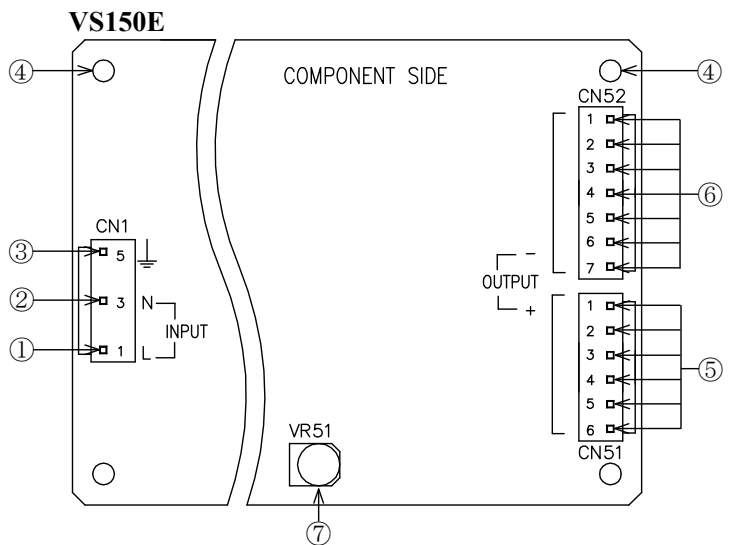 VS150E
④
COMPONENT SIDE
④
CN52
1
2
3
4
5
6
7
⑥
CN1
③
5
②
3 N
INPUT
①
1 L
−
OUTPUT
+
1
2
3
4
5
6
⑤
CN51
VR51
⑦